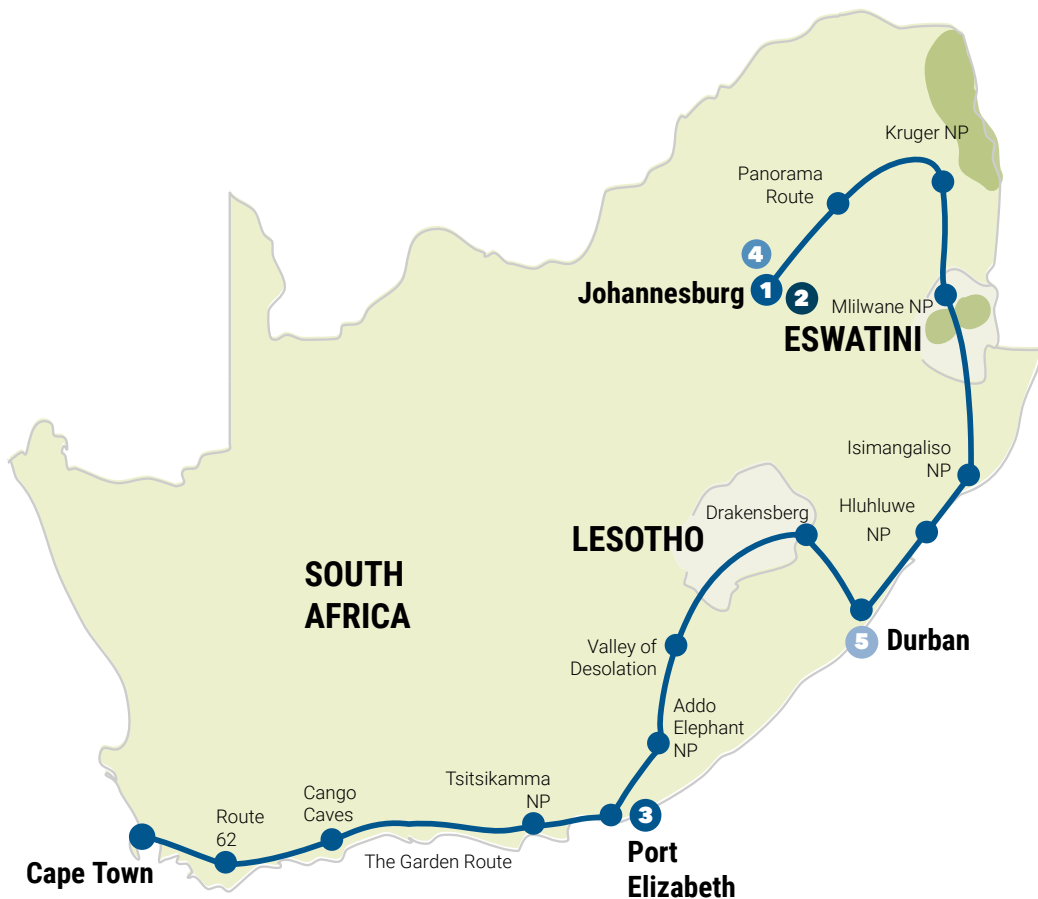 Kruger NP
Panorama
Route
4
Johannesburg
1
2
Mlilwane NP
ESWATINI
Isimangaliso
NP
Hluhluwe
NP
Drakensberg
LESOTHO
SOUTH
AFRICA
5
Durban
Valley of
Desolation
Addo
Elephant
NP
Tsitsikamma
NP
3
Port
Elizabeth
Cango
Caves
Route
62
The Garden Route
Cape Town